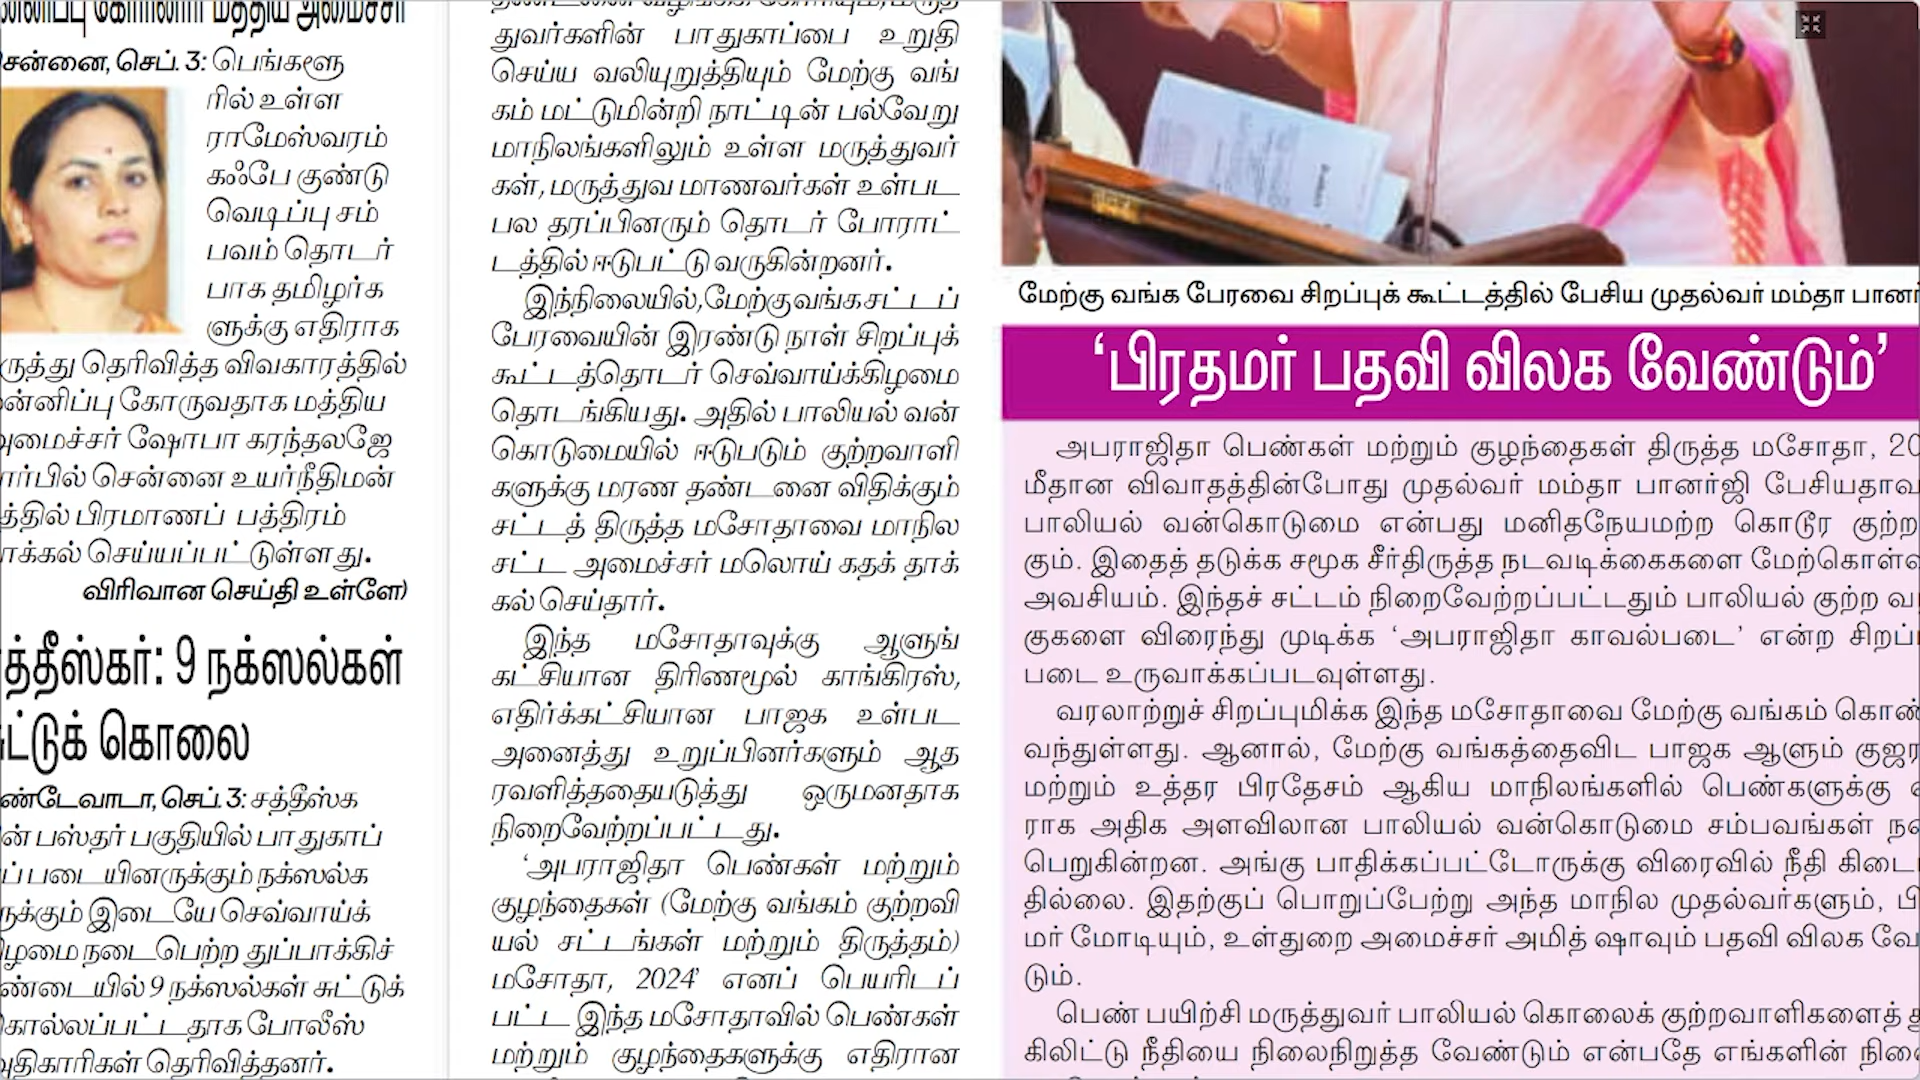 மன்னிப்பு கோரினார் மத்திய அமைச்சர்
சென்னை, செப். 3: பெங்களூ
ரில் உள்ள
ராமேஸ்வரம்
கஃபே குண்டு
வெடிப்பு சம்
பவம் தொடர்
பாக தமிழர்க
ளுக்கு எதிராக
கருத்து தெரிவித்த விவகாரத்தில்
மன்னிப்பு கோருவதாக மத்திய
அமைச்சர் ஷோபா கரந்தலஜே
சார்பில் சென்னை உயர்நீதிமன்
றத்தில் பிரமாணப் பத்திரம்
தாக்கல் செய்யப்பட்டுள்ளது.
விரிவான செய்தி உள்ளே)
சத்தீஸ்கர்: 9 நக்ஸல்கள்
சுட்டுக் கொலை
சத்தீஸ்க
பஸ்தர் பகுதியில் பாதுகாப்
படையினருக்கும் நக்ஸல்க
ளுக்கும் இடையே செவ்வாய்க்
கிழமை நடைபெற்ற துப்பாக்கிச்
சண்டையில் 9 நக்ஸல்கள் சுட்டுக்
கொல்லப்பட்டதாக போலீஸ்
அதிகாரிகள் தெரிவித்தனர்.
தண்டனை வழங்கக் கோரியும், மருத்
துவர்களின் பாதுகாப்பை உறுதி
செய்ய வலியுறுத்தியும் மேற்கு வங்
கம் மட்டுமின்றி நாட்டின் பல்வேறு
மாநிலங்களிலும் உள்ள மருத்துவர்
கள், மருத்துவ மாணவர்கள் உள்பட
பல தரப்பினரும் தொடர் போராட்
டத்தில் ஈடுபட்டு வருகின்றனர்.
இந்நிலையில், மேற்கு வங்க சட்டப்
பேரவையின் இரண்டு நாள் சிறப்புக்
கூட்டத்தொடர் செவ்வாய்க்கிழமை
தொடங்கியது. அதில் பாலியல் வன்
கொடுமையில் ஈடுபடும் குற்றவாளி
களுக்கு மரண தண்டனை விதிக்கும்
சட்டத் திருத்த மசோதாவை மாநில
சட்ட அமைச்சர் மலொய் கதக் தாக்
கல் செய்தார்.
இந்த மசோதாவுக்கு ஆளுங்
கட்சியான திரிணமூல் காங்கிரஸ்,
எதிர்க்கட்சியான பாஜக உள்பட
அனைத்து உறுப்பினர்களும் ஆத
ரவளித்ததையடுத்து ஒருமனதாக
நிறைவேற்றப்பட்டது.
‘அபராஜிதா பெண்கள் மற்றும்
குழந்தைகள் (மேற்கு வங்கம் குற்றவி
யல் சட்டங்கள் மற்றும் திருத்தம்)
மசோதா, 2024’ எனப் பெயரிடப்
பட்ட இந்த மசோதாவில் பெண்கள்
மற்றும் குழந்தைகளுக்கு எதிரான
மேற்கு வங்க பேரவை சிறப்புக் கூட்டத்தில் பேசிய முதல்வர் மம்தா
‘பிரதமர் பதவி விலக வேண்டும்’
அபராஜிதா பெண்கள் மற்றும் குழந்தைகள் திருத்த மசோதா,
மீதான விவாதத்தின்போது முதல்வர் மம்தா பானர்ஜி
பாலியல் வன்கொடுமை என்பது மனிதநேயமற்ற கொடூர
கும். இதைத் தடுக்க சமூக சீர்திருத்த நடவடிக்கைகளை
அவசியம். இந்தச் சட்டம் நிறைவேற்றப்பட்டதும் பாலியல் குற்ற
குகளை விரைந்து முடிக்க ‘அபராஜிதா காவல்படை’ என்ற
படை உருவாக்கப்படவுள்ளது.
வரலாற்றுச் சிறப்புமிக்க இந்த மசோதாவை மேற்கு வங்கம்
வந்துள்ளது. ஆனால், மேற்கு வங்கத்தைவிட பாஜக ஆளும்
மற்றும் உத்தர பிரதேசம் ஆகிய மாநிலங்களில் பெண்களுக்கு
ராக அதிக அளவிலான பாலியல் வன்கொடுமை சம்பவங்கள்
பெறுகின்றன. அங்கு பாதிக்கப்பட்டோருக்கு விரைவில் நீதி
தில்லை. இதற்குப் பொறுப்பேற்று அந்த மாநில முதல்வர்களும்,
மர் மோடியும், உள்துறை அமைச்சர் அமித் ஷாவும் பதவி விலக
டும்.
பெண் பயிற்சி மருத்துவர் பாலியல் கொலைக் குற்றவாளிகளைத்
கிலிட்டு நீதியை நிலைநிறுத்த வேண்டும் என்பதே எங்களின்